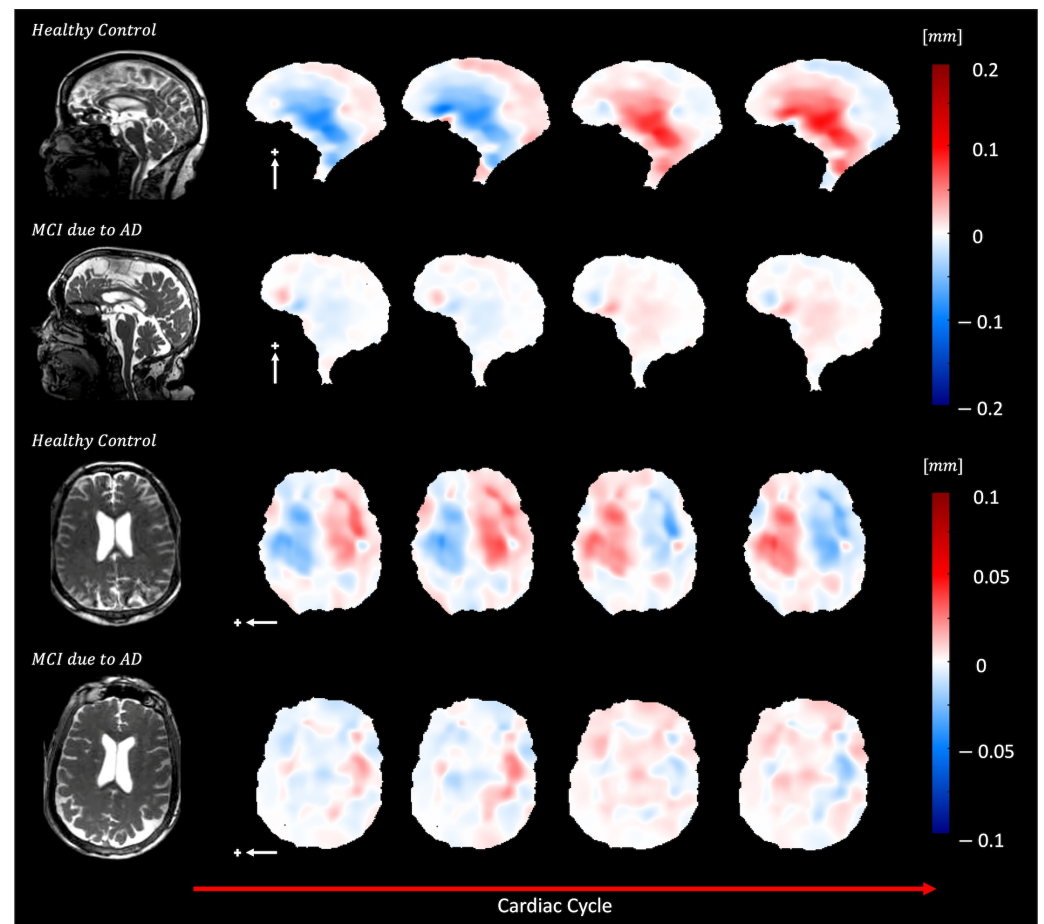 Healthy Control
[mm]
0.2
0.1
+
0
MCI due to AD
+
− 0.1
− 0.2
Healthy Control
[mm]
0.1
0.05
+
MCI due to AD
0
− 0.05
− 0.1
+
Cardiac Cycle